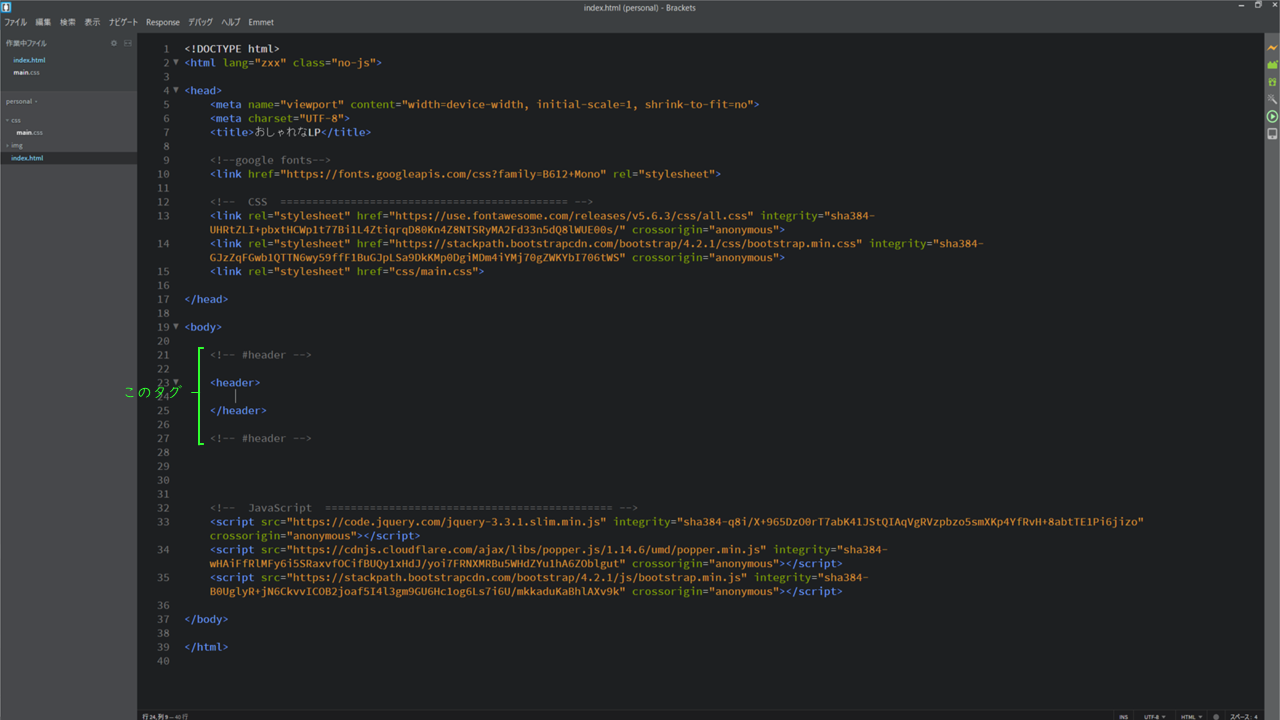 index.html (personal) - Brackets
ファイル 編集 検索 表示 ナビゲート Response デバッグ ヘルプ Emmet
作業中ファイル
index.html
main.css
personal
css
main.css
img
index.html
1 <!DOCTYPE html>
2 <html lang="zxx" class="no-js">
3
4 <head>
5 <meta name="viewport" content="width=device-width, initial-scale=1, shrink-to-fit=no">
6 <meta charset="UTF-8">
7 <title>おしゃれなLP</title>
8
9 <!--google fonts-->
10 <link href="https://fonts.googleapis.com/css?family=B612+Mono" rel="stylesheet">
11
12 <!-- CSS ============================================= -->
13 <link rel="stylesheet" href="https://use.fontawesome.com/releases/v5.6.3/css/all.css" integrity="sha384-
UHRtZLI+pbxtHCWp1t77Bi1L4ZtiqrqD80Kn4Z8NTSRyMA2Fd33n5dQ8lWUE00s/" crossorigin="anonymous">
14 <link rel="stylesheet" href="https://stackpath.bootstrapcdn.com/bootstrap/4.2.1/css/bootstrap.min.css" integrity="sha384-
GJzZqFGwb1QTTN6wy59ffF1BuGJpLSa9DkKMp0DgiMDm4iYMj70gZWKYbI706tWS" crossorigin="anonymous">
15 <link rel="stylesheet" href="css/main.css">
16
17 </head>
18
19 <body>
20
21 <!-- #header -->
22
23 <header>
このタグ
24
25 </header>
26
27 <!-- #header -->
28
29
30
31
32 <!-- JavaScript ============================================= -->
33 <script src="https://code.jquery.com/jquery-3.3.1.slim.min.js" integrity="sha384-q8i/X+965DzO0rT7abK41JStQIAqVgRVzpbzo5smXKp4YfRvH+8abtTE1Pi6jizo"
crossorigin="anonymous"></script>
34 <script src="https://cdnjs.cloudflare.com/ajax/libs/popper.js/1.14.6/umd/popper.min.js" integrity="sha384-
wHAiFfRlMFy6i5SRaxvfOCifBUQy1xHdJ/yoi7FRNXMRBu5WHdZYu1hA6ZOblgut" crossorigin="anonymous"></script>
35 <script src="https://stackpath.bootstrapcdn.com/bootstrap/4.2.1/js/bootstrap.min.js" integrity="sha384-
B0UglyR+jN6CkvvICOB2joaf5I4l3gm9GU6Hc1og6Ls7i6U/mkkaduKaBhlAXv9k" crossorigin="anonymous"></script>
36
37 </body>
38
39 </html>
40
行 24, 列 9 — 40 行 INS UTF-8 HTML スペース: 4